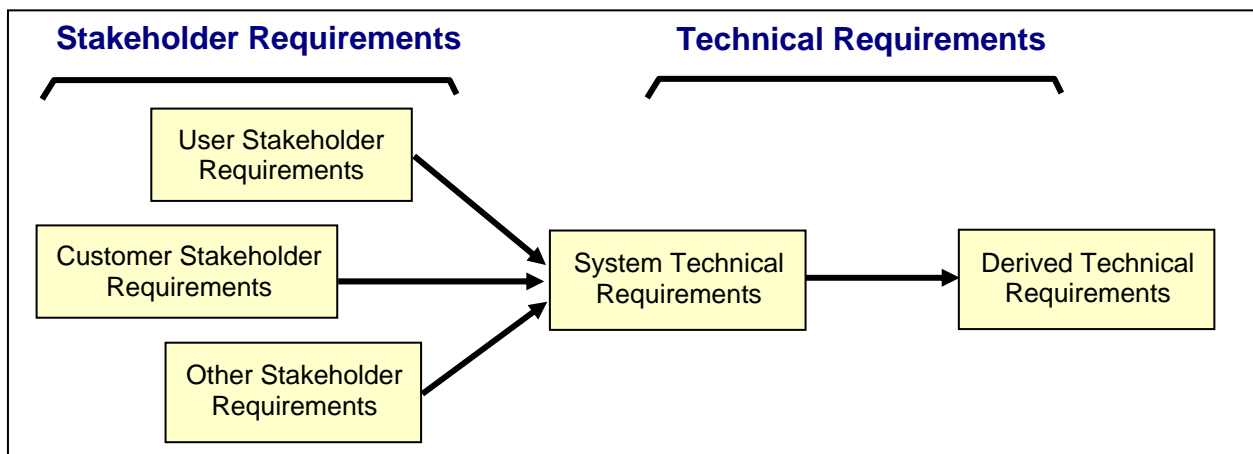 Stakeholder Requirements
Technical Requirements
User Stakeholder
Requirements
Customer Stakeholder
Requirements
Other Stakeholder
Requirements
System Technical
Requirements
Derived Technical
Requirements